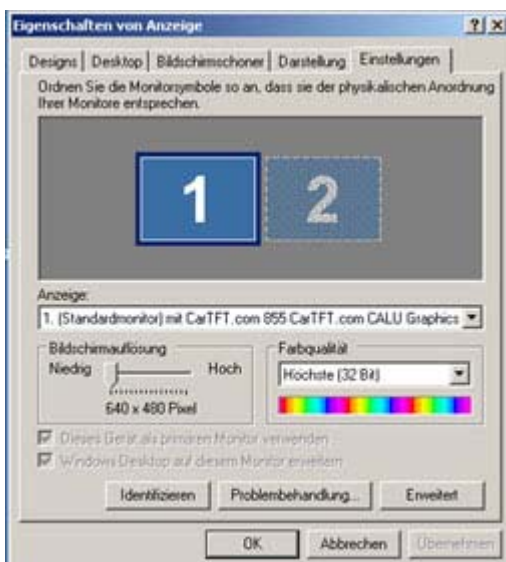 Eigenschaften von Anzeige
Designs Desktop Bildschirmschoner Darstellung Einstellungen
Ordnen Sie die Monitorsymbole so an, dass sie der physikalischen Anordnung
Ihrer Monitore entsprechen.
1 2
Anzeige:
1. (Standardmonitor) mit CarTFT.com 855 CarTFT.com CALU Graphics
Bildschirmauflösung
Niedrig Hoch
640 x 480 Pixel
Farbqualität
Höchste (32 Bit)
Dieses Gerät als primären Monitor verwenden
Windows-Desktop auf diesem Monitor erweitern
Identifizieren Problembehandlung... Erweitert
OK Abbrechen Übernehmen